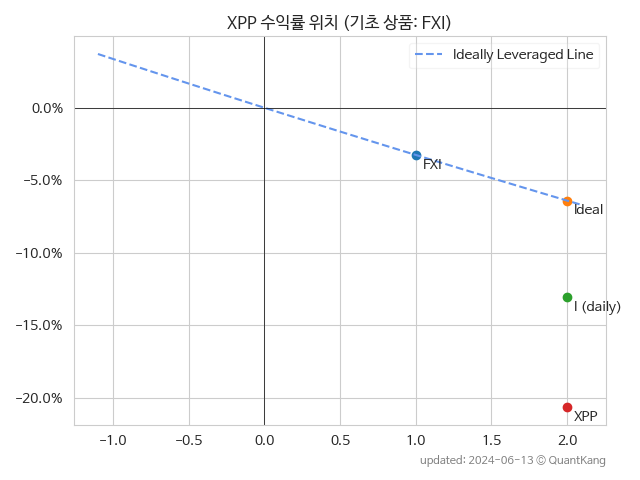 XPP 수익률 위치 (기초 상품: FXI)
Ideally Leveraged Line
0.0%
−5.0%
−10.0%
−15.0%
−20.0%
FXI
Ideal
I (daily)
XPP
−1.0 −0.5 0.0 0.5 1.0 1.5 2.0
updated: 2024-06-13 © QuantKang